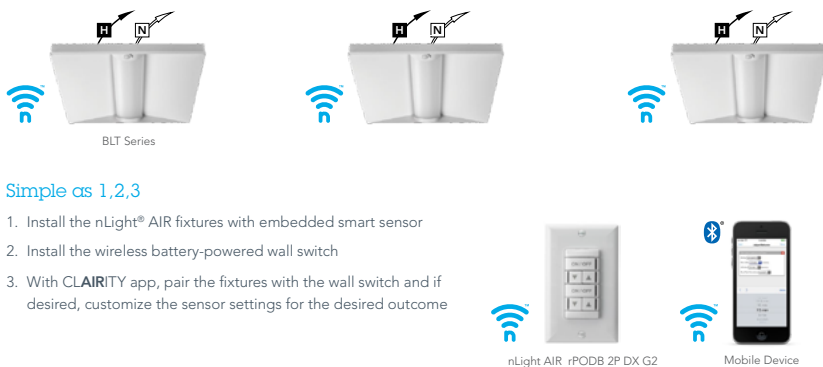 H N H N H N
BLT Series
Simple as 1,2,3
1. Install the nLight® AIR fixtures with embedded smart sensor
2. Install the wireless battery-powered wall switch
3. With CLAIRITY app, pair the fixtures with the wall switch and if
desired, customize the sensor settings for the desired outcome
nLight AIR rPODB 2P DX G2
Mobile Device